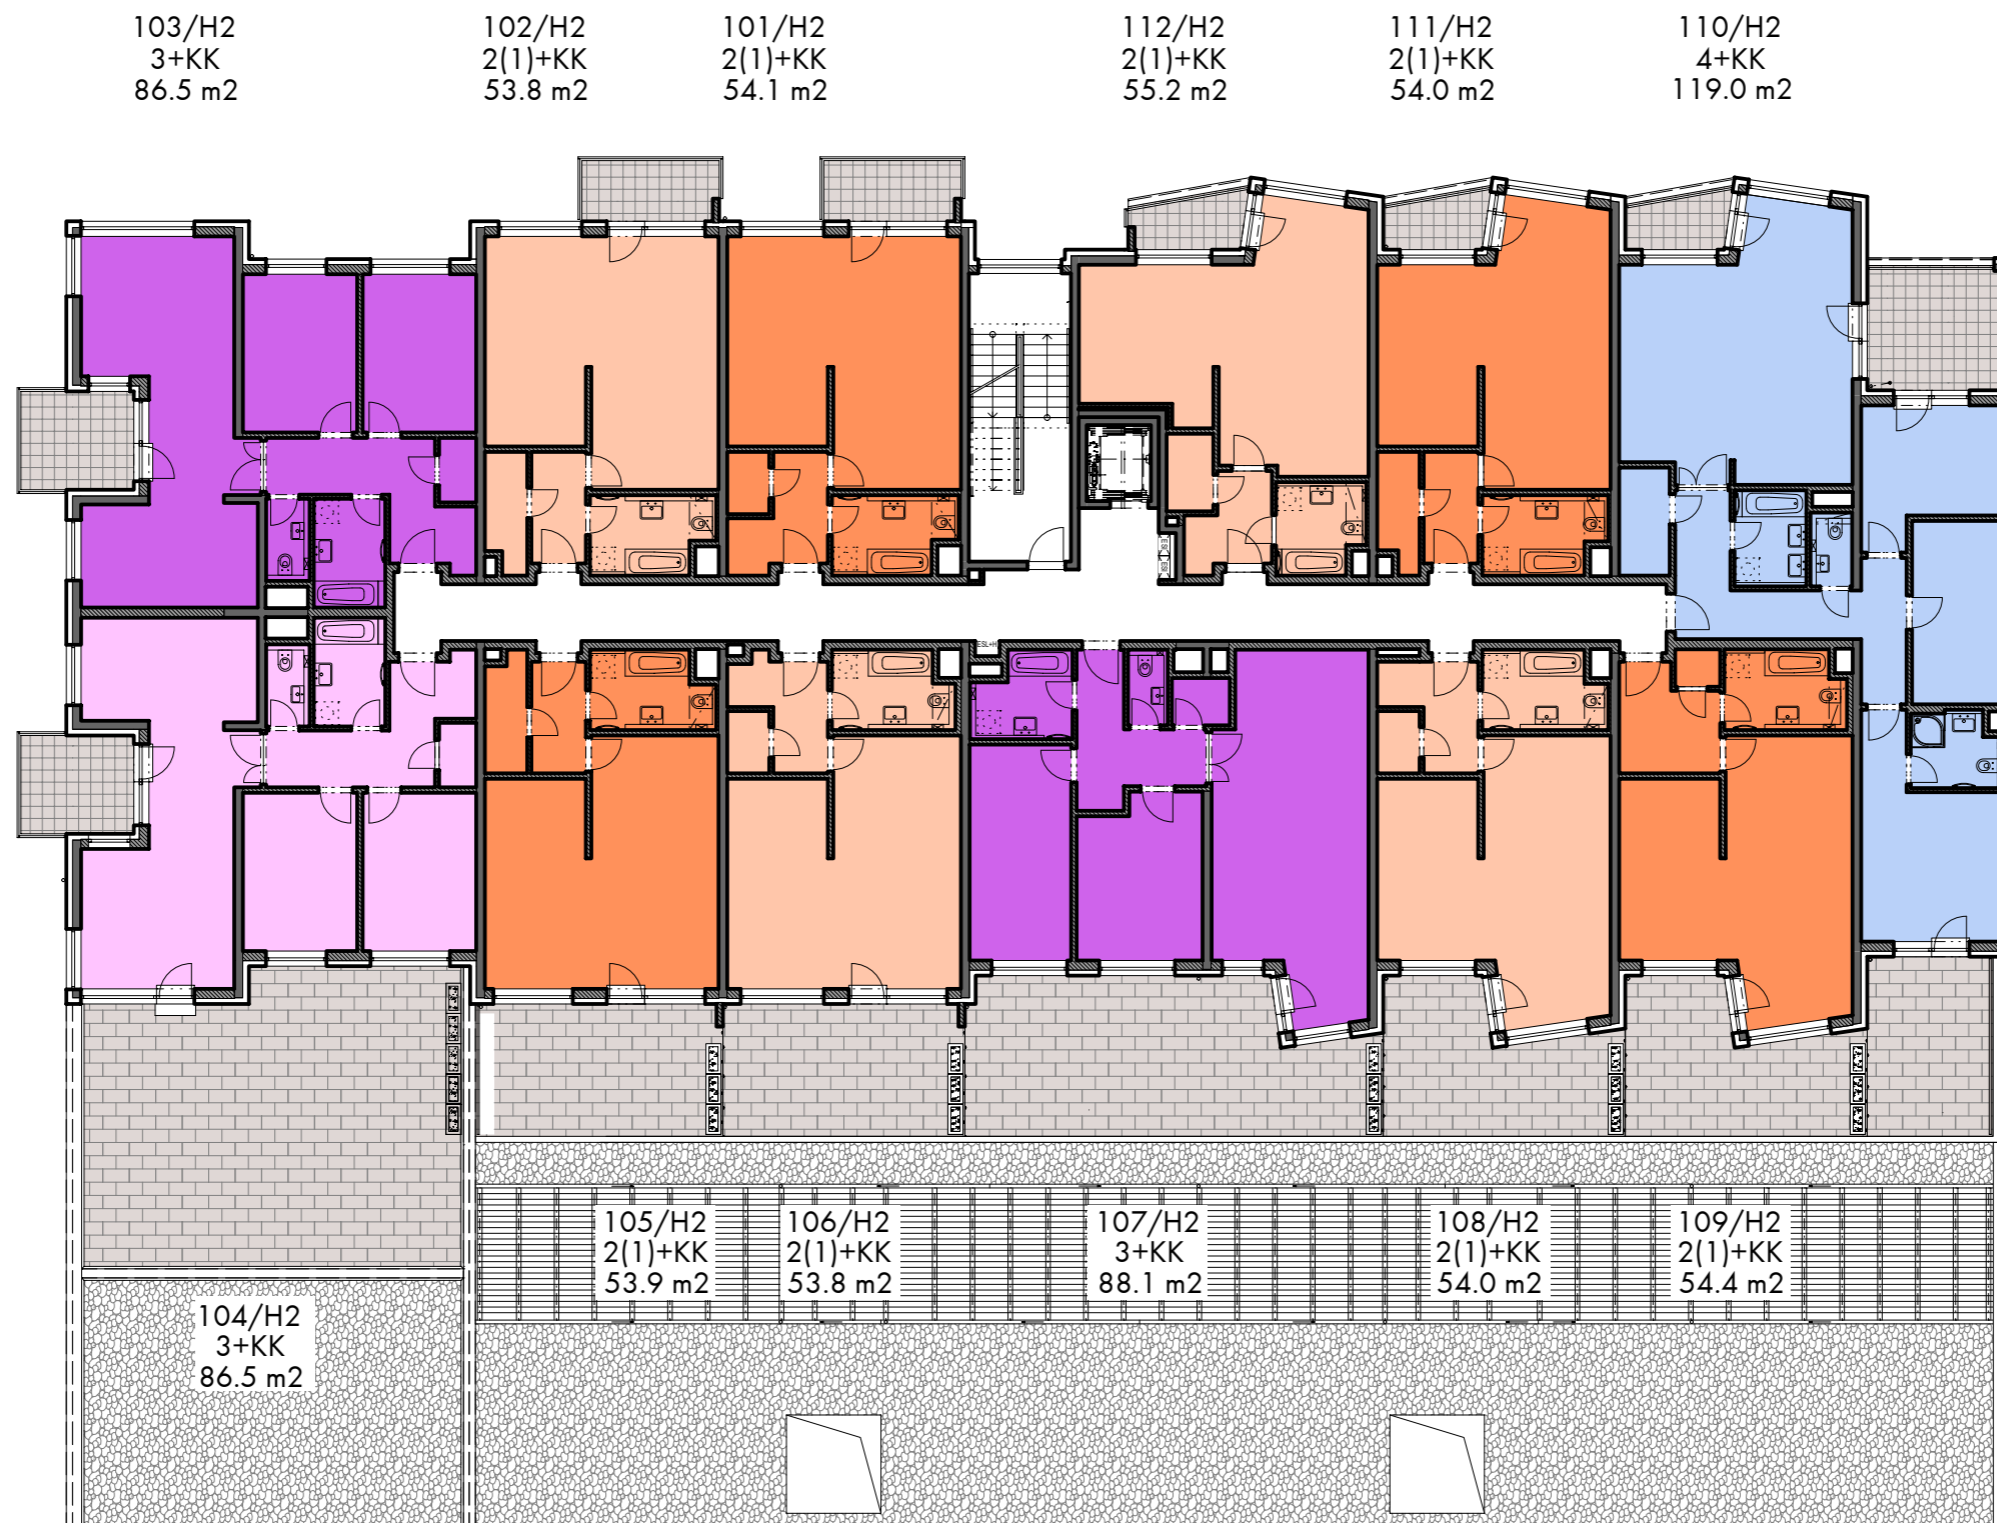 103/H2
3+KK
86.5 m2
102/H2
2(1)+KK
53.8 m2
101/H2
2(1)+KK
54.1 m2
112/H2
2(1)+KK
55.2 m2
111/H2
2(1)+KK
54.0 m2
110/H2
4+KK
119.0 m2
105/H2
2(1)+KK
53.9 m2
106/H2
2(1)+KK
53.8 m2
107/H2
3+KK
88.1 m2
108/H2
2(1)+KK
54.0 m2
109/H2
2(1)+KK
54.4 m2
104/H2
3+KK
86.5 m2